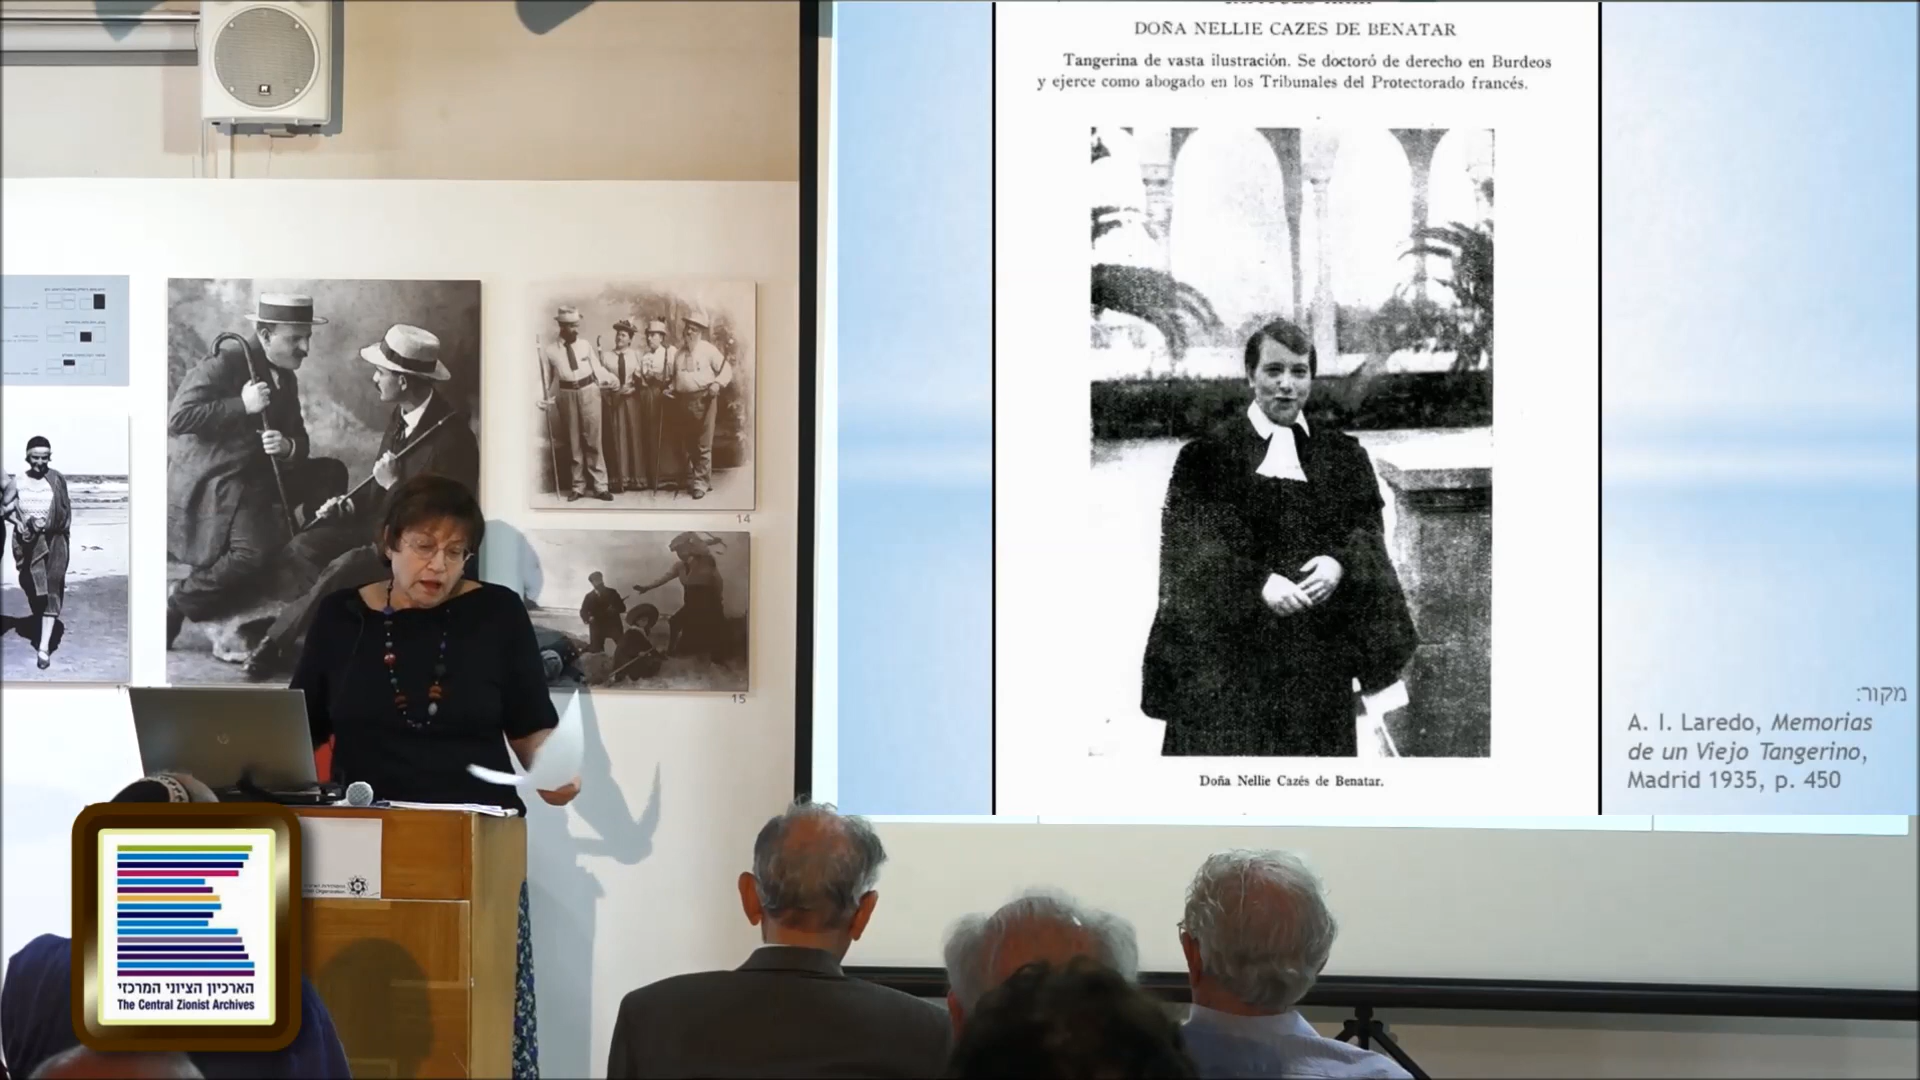 DOÑA NELLIE CAZES DE BENATAR
Tangerina de vasta ilustración. Se doctoró de derecho en Burdeos
y ejerce como abogado en los Tribunales del Protectorado francés.
Doña Nellie Cazés de Benatar.
מקור:
A. I. Laredo, Memorias
de un Viejo Tangerino,
Madrid 1935, p. 450
14
15
הארכיון הציוני המרכזי
The Central Zionist Archives